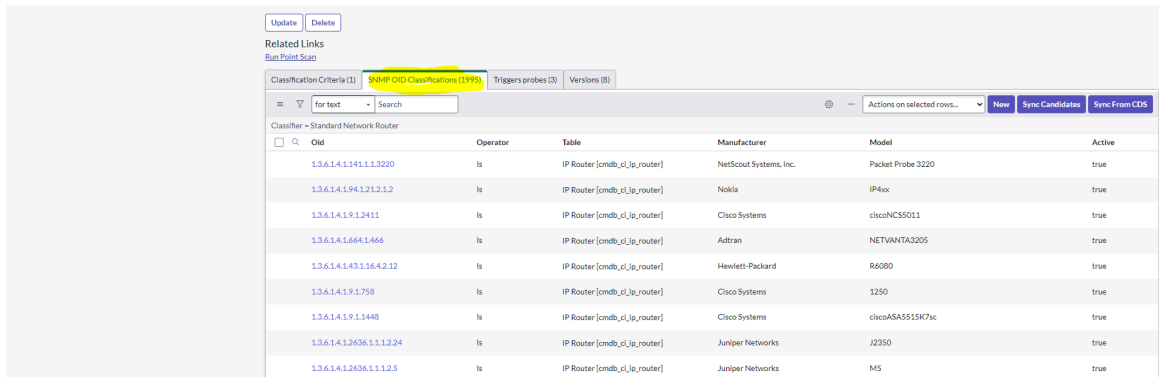 Update Delete
Related Links
Run Point Scan
Classification Criteria (1) SNMP OID Classifications (1995) Triggers probes (3) Versions (8)
for text Search Actions on selected rows... New Sync Candidates Sync From CDS
Classifier = Standard Network Router
Oid Operator Table Manufacturer Model Active
1.3.6.1.4.1.141.1.1.3220 Is IP Router [cmdb_ci_ip_router] NetScout Systems, Inc. Packet Probe 3220 true
1.3.6.1.4.1.94.1.21.2.1.2 Is IP Router [cmdb_ci_ip_router] Nokia IP4xx true
1.3.6.1.4.1.9.1.2411 Is IP Router [cmdb_ci_ip_router] Cisco Systems ciscoNCS5011 true
1.3.6.1.4.1.664.1.466 Is IP Router [cmdb_ci_ip_router] Adtran NETVANTA3205 true
1.3.6.1.4.1.43.1.16.4.2.12 Is IP Router [cmdb_ci_ip_router] Hewlett-Packard R6080 true
1.3.6.1.4.1.9.1.758 Is IP Router [cmdb_ci_ip_router] Cisco Systems 1250 true
1.3.6.1.4.1.9.1.1448 Is IP Router [cmdb_ci_ip_router] Cisco Systems ciscoASA5515K7sc true
1.3.6.1.4.1.2636.1.1.1.2.24 Is IP Router [cmdb_ci_ip_router] Juniper Networks J2350 true
1.3.6.1.4.1.2636.1.1.1.2.5 Is IP Router [cmdb_ci_ip_router] Juniper Networks M5 true